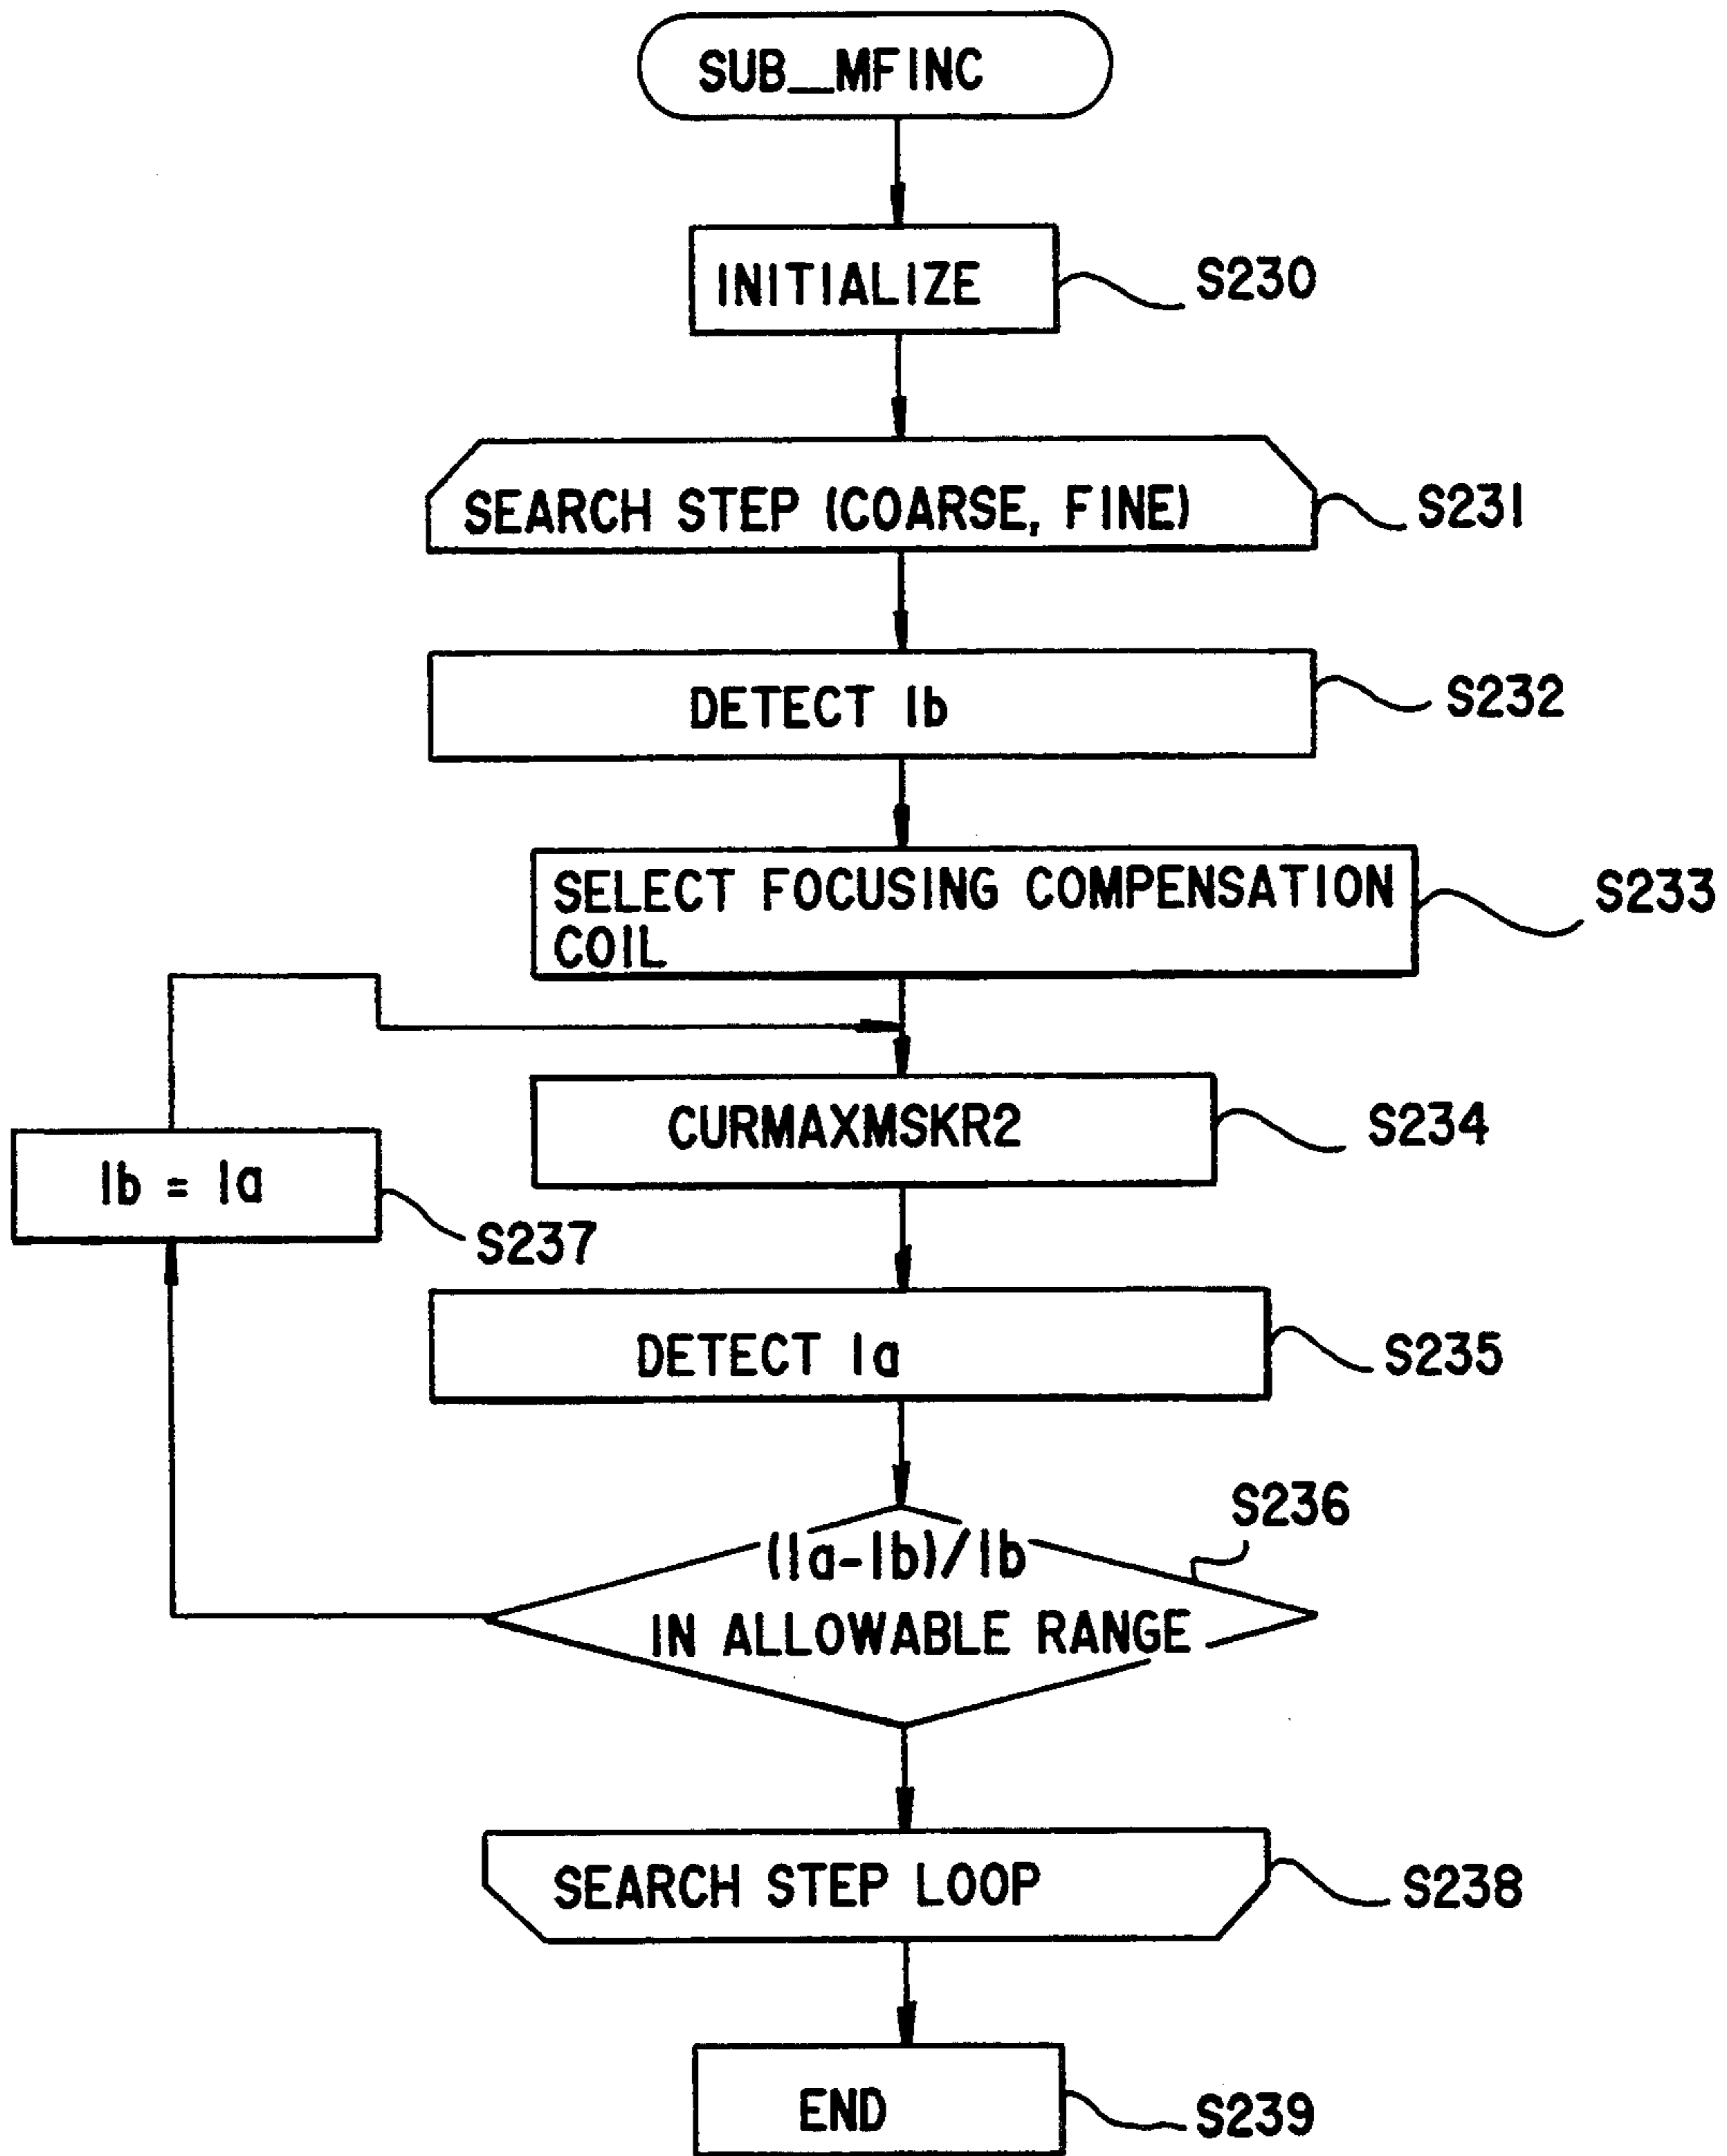 SUB__MFINC
INITIALIZE
S230
SEARCH STEP (COARSE, FINE)
S231
DETECT Ib
S232
SELECT FOCUSING COMPENSATION
COIL
S233
CURMAXMSKR2
S234
Ib = Ia
S237
DETECT Ia
S235
S236
(Ia-Ib)/Ib
IN ALLOWABLE RANGE
SEARCH STEP LOOP
S238
END
S239